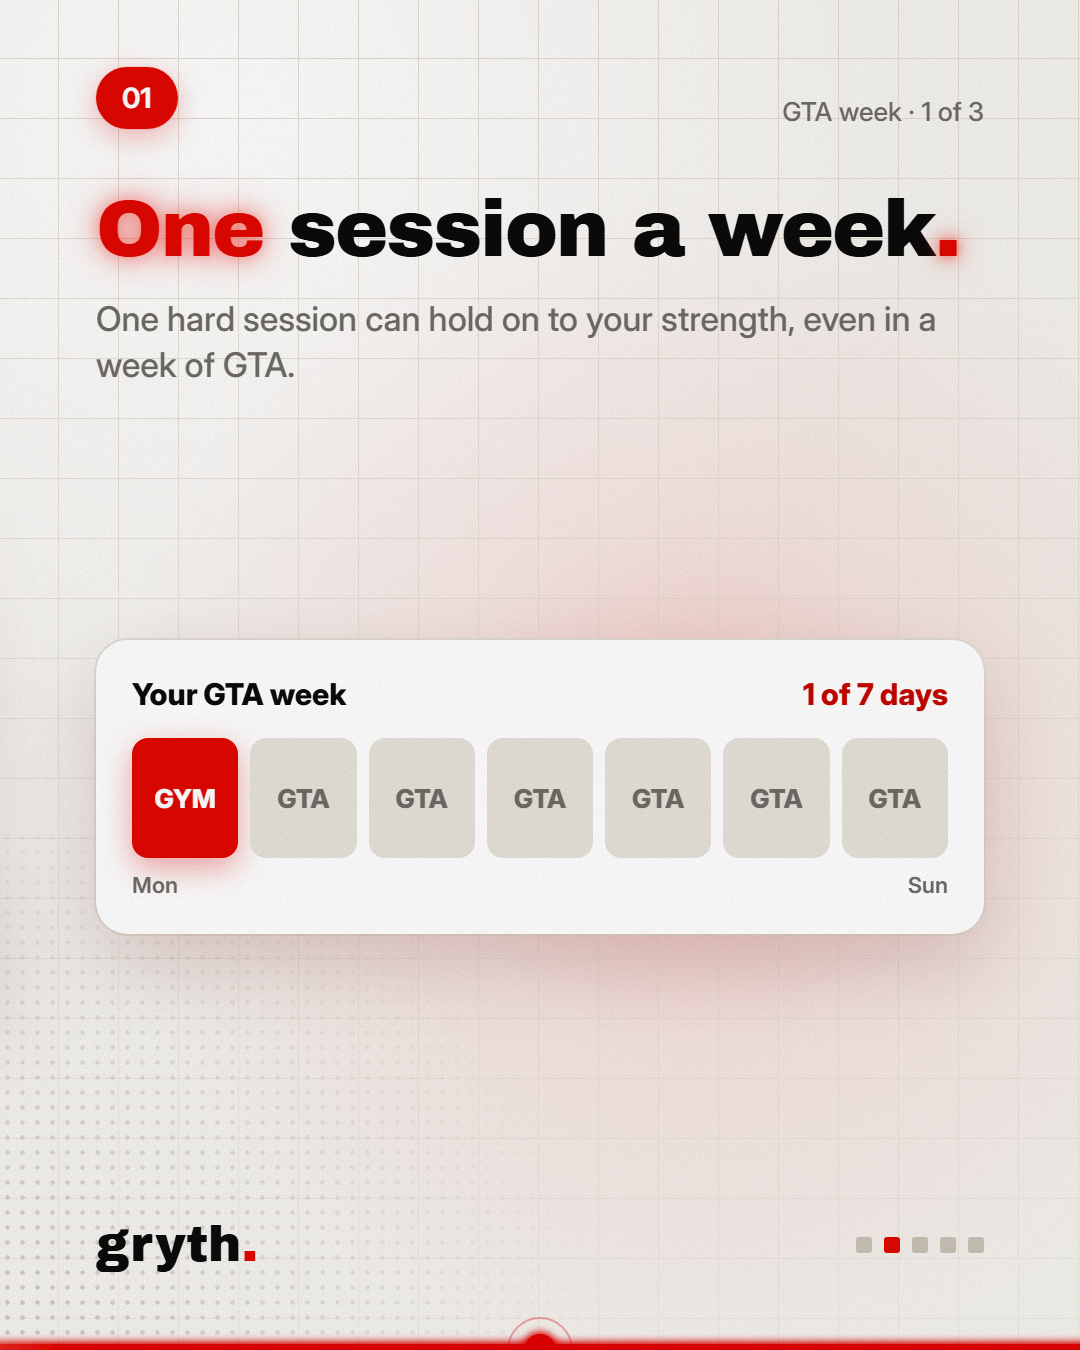 01
GTA week · 1 of 3
One session a week.
One hard session can hold on to your strength, even in a
week of GTA.
Your GTA week
1 of 7 days
GYM GTA GTA GTA GTA GTA GTA
Mon
Sun
gryth.